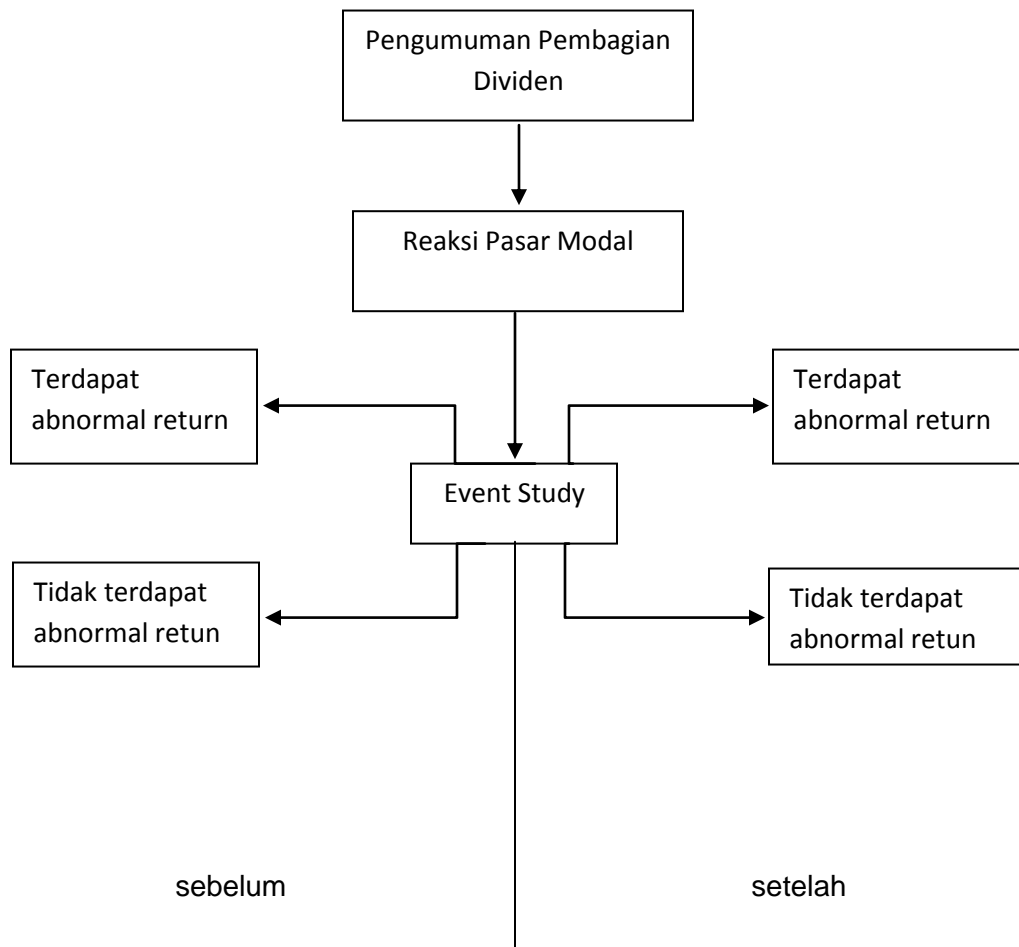 Pengumuman Pembagian
Dividen
Reaksi Pasar Modal
Terdapat
abnormal return
Terdapat
abnormal return
Event Study
Tidak terdapat
abnormal retun
Tidak terdapat
abnormal retun
sebelum
setelah